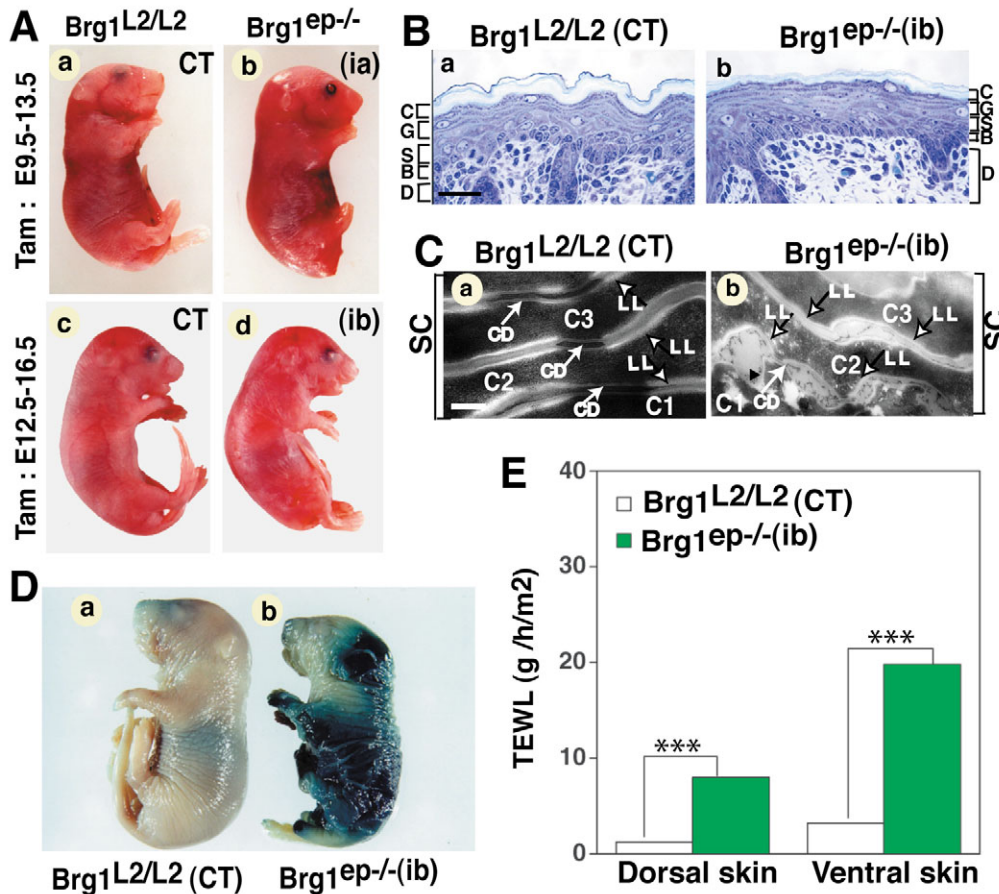 A
Brg1L2/L2
Brg1ep-/-
a
CT
b
(ia)
Tam : E9.5-13.5
c
CT
d
(ib)
Tam : E12.5-16.5
B
Brg1L2/L2 (CT)
Brg1ep-/-(ib)
a
C
G
S
B
D
b
C
G
S
B
D
C
Brg1L2/L2 (CT)
Brg1ep-/-(ib)
SC
a
LL
CD
C3
LL
CD
LL
C2
CD
C1
b
LL
LL
C3
LL
C2
LL
C1
CD
SC
D
a
b
Brg1L2/L2 (CT)
Brg1ep-/-(ib)
E
TEWL (g /h/m2)
40
30
20
10
0
Brg1L2/L2 (CT)
Brg1ep-/-(ib)
***
***
Dorsal skin
Ventral skin